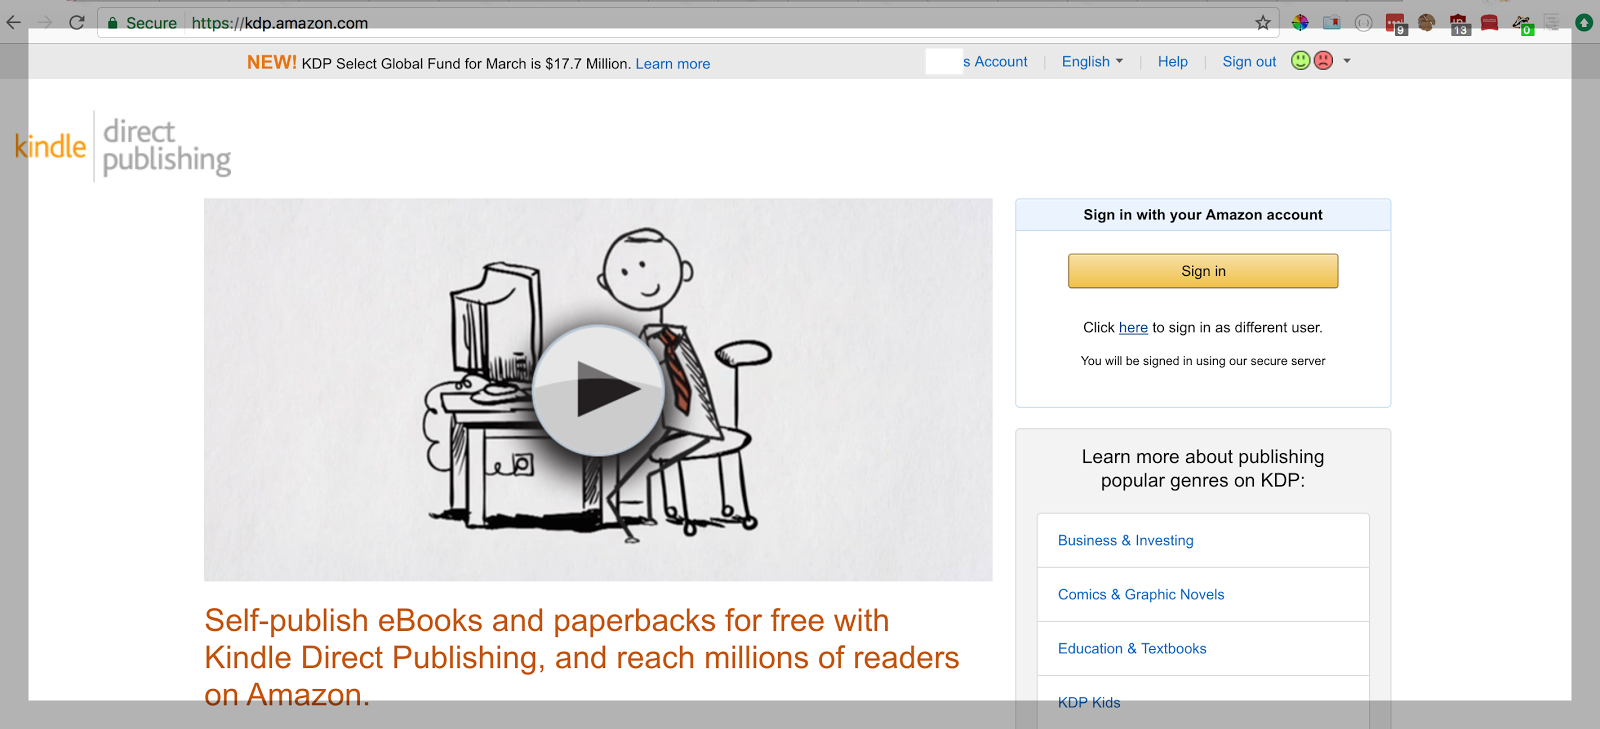 Secure https://kdp.amazon.com
9 13 0
NEW! KDP Select Global Fund for March is $17.7 Million. Learn more
s Account English Help Sign out
kindle direct publishing
Sign in with your Amazon account
Sign in
Click here to sign in as different user.
You will be signed in using our secure server
Learn more about publishing
popular genres on KDP:
Business & Investing
Comics & Graphic Novels
Education & Textbooks
KDP Kids
Self-publish eBooks and paperbacks for free with
Kindle Direct Publishing, and reach millions of readers
on Amazon.